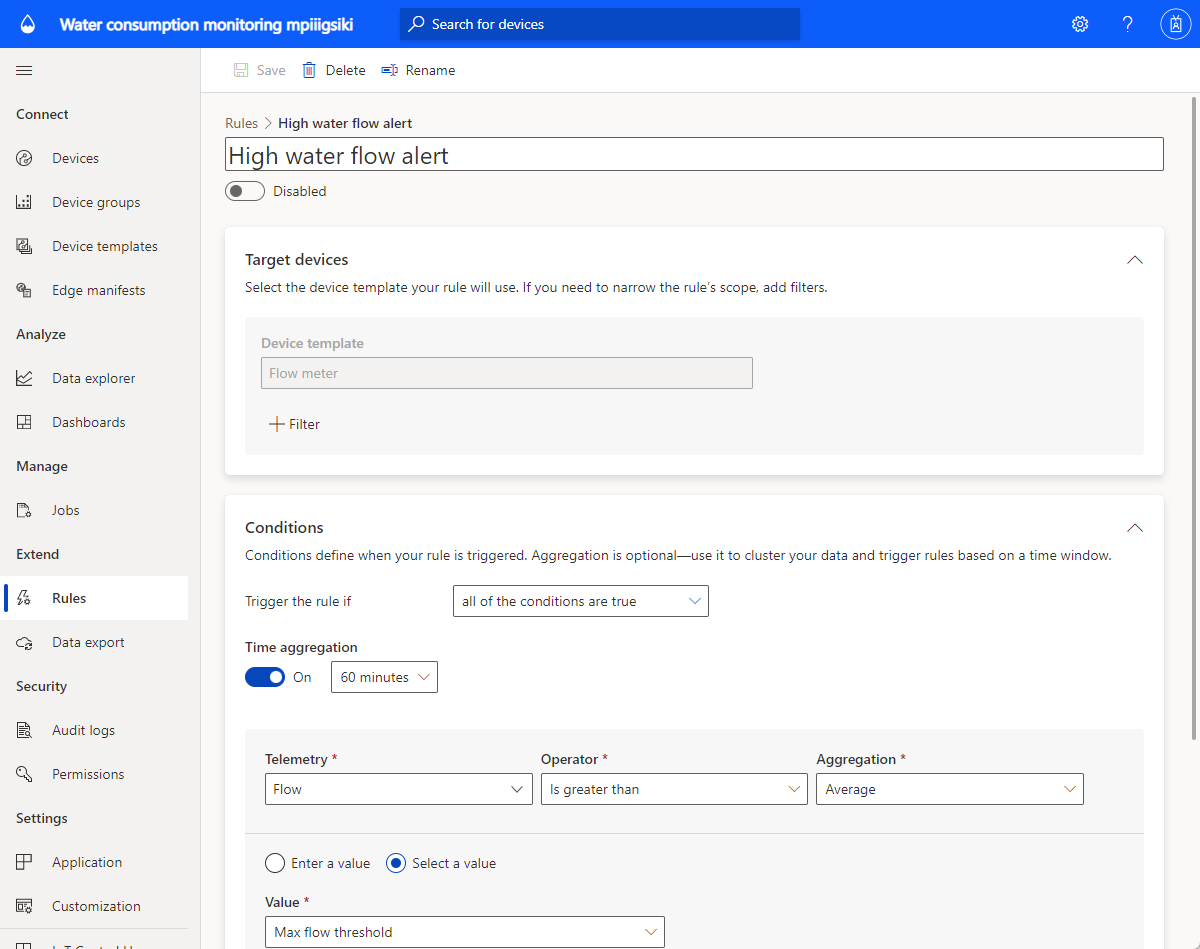 Water consumption monitoring mpiiigsiki
Search for devices
?
Save Delete Rename
Connect
Devices
Device groups
Device templates
Edge manifests
Analyze
Data explorer
Dashboards
Manage
Jobs
Extend
Rules
Data export
Security
Audit logs
Permissions
Settings
Application
Customization
Rules > High water flow alert
High water flow alert
Disabled
Target devices
Select the device template your rule will use. If you need to narrow the rule’s scope, add filters.
Device template
Flow meter
+ Filter
Conditions
Conditions define when your rule is triggered. Aggregation is optional—use it to cluster your data and trigger rules based on a time window.
Trigger the rule if all of the conditions are true
Time aggregation
On 60 minutes
Telemetry * Operator * Aggregation *
Flow Is greater than Average
Enter a value Select a value
Value *
Max flow threshold